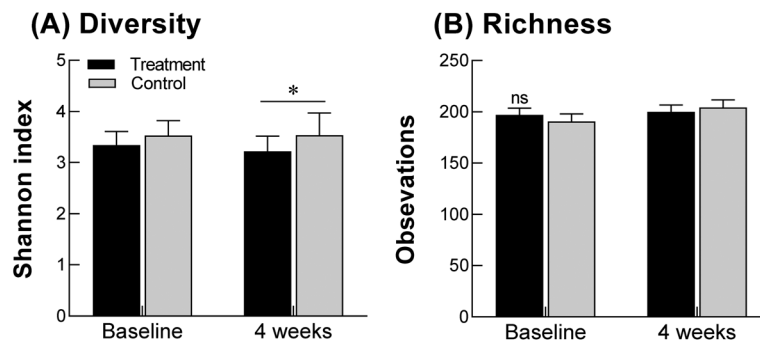 (A) Diversity
Shannon index
5
4
3
2
1
0
Treatment
Control
*
Baseline
4 weeks
(B) Richness
Obsevations
250
200
150
100
50
0
ns
Baseline
4 weeks